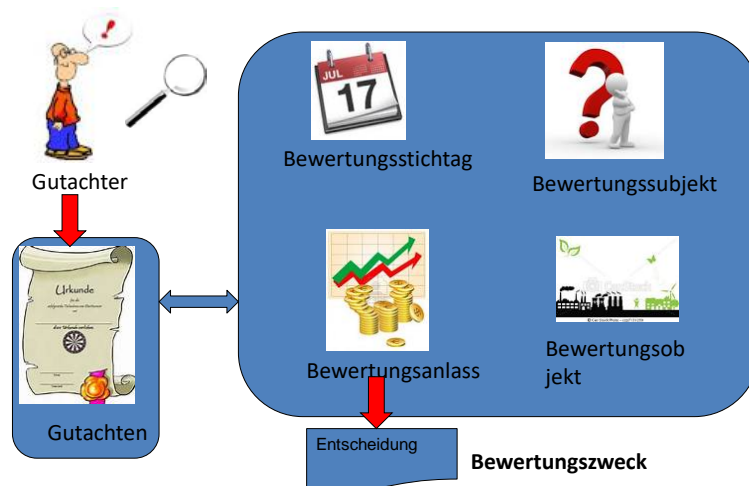 !
JUL
17
?
Bewertungsstichtag
Bewertungssubjekt
Gutachter
Urkunde
Bewertungsanlass
Bewertungsob
jekt
Gutachten
Entscheidung
Bewertungszweck